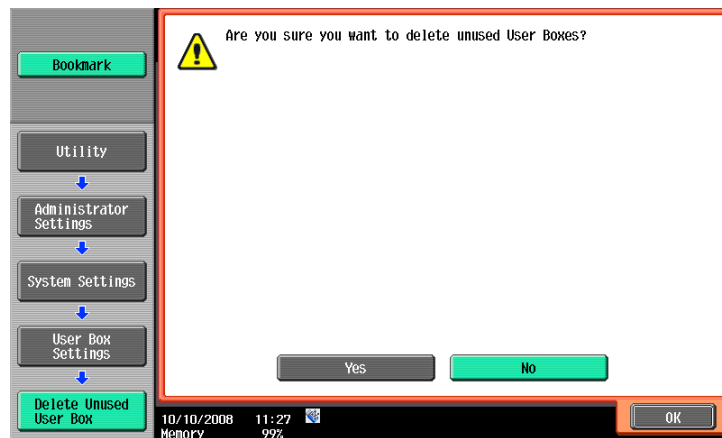 Are you sure you want to delete unused User Boxes?
Bookmark
Utility
Administrator
Settings
System Settings
User Box
Settings
Delete Unused
User Box
Yes
No
10/10/2008 11:27
Memory 99%
OK